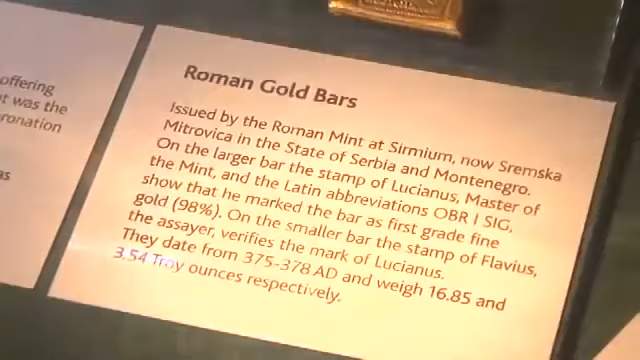 offering
t was the
ronation
as
Roman Gold Bars
Issued by the Roman Mint at Sirmium, now Sremska
Mitrovica in the State of Serbia and Montenegro.
On the larger bar the stamp of Lucianus, Master of
the Mint, and the Latin abbreviations OBR I SIG,
show that he marked the bar as first grade fine
gold (98%). On the smaller bar the stamp of Flavius,
the assayer, verifies the mark of Lucianus.
They date from 375-378 AD and weigh 16.85 and
3.54 Troy ounces respectively.